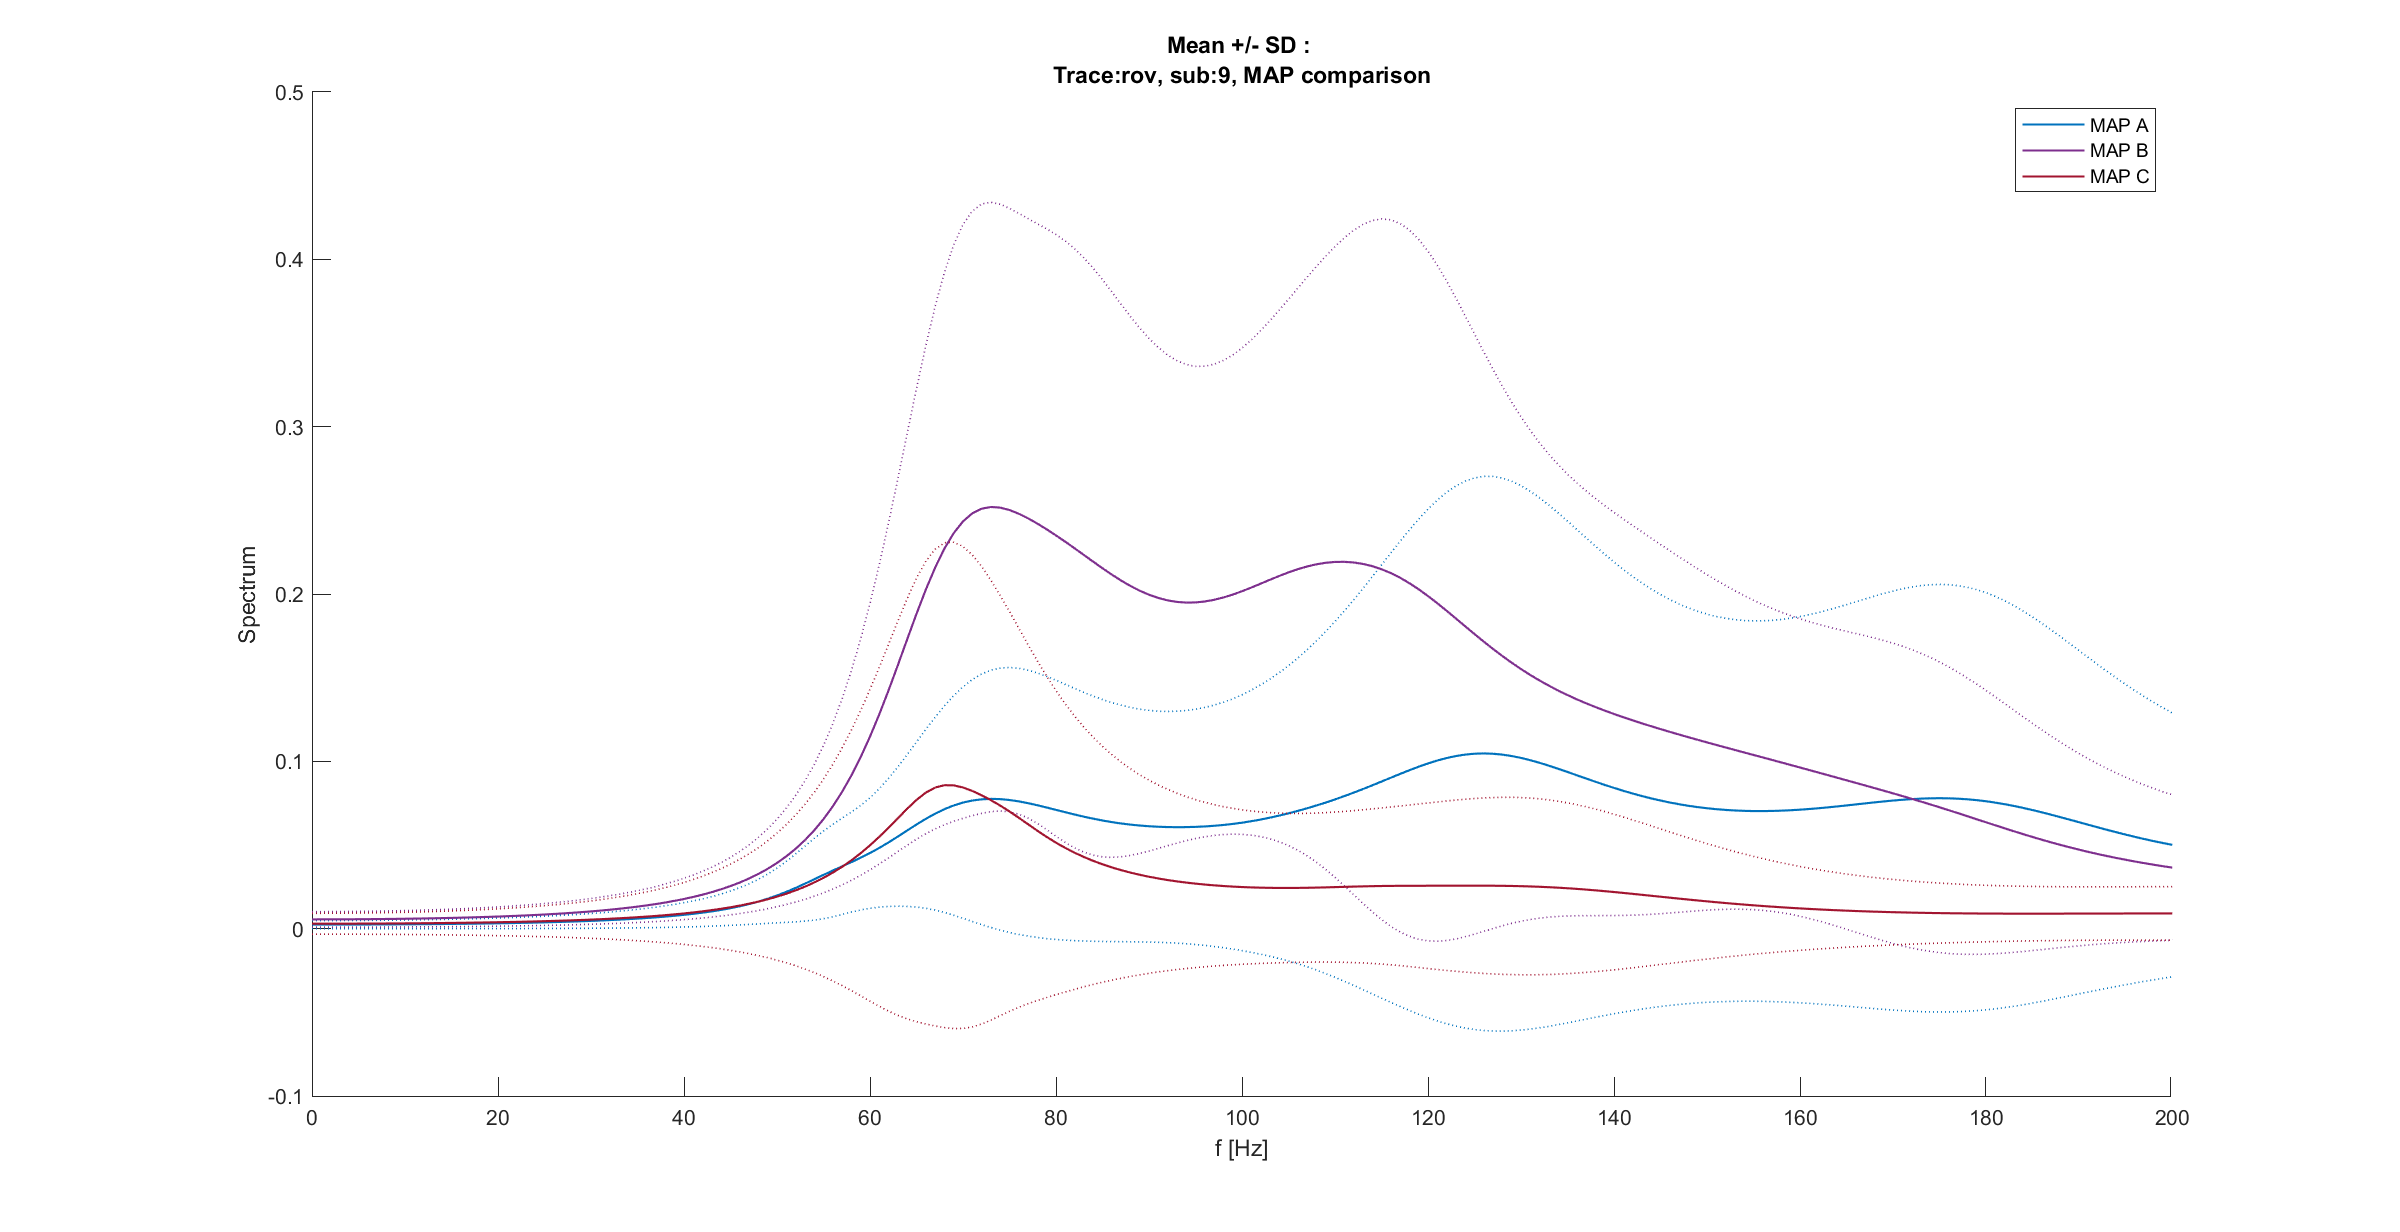 Mean +/- SD :
Trace:rov, sub:9, MAP comparison
0.5
0.4
0.3
0.2
0.1
0
-0.1
Spectrum
MAP A
MAP B
MAP C
0 20 40 60 80 100 120 140 160 180 200
f [Hz]